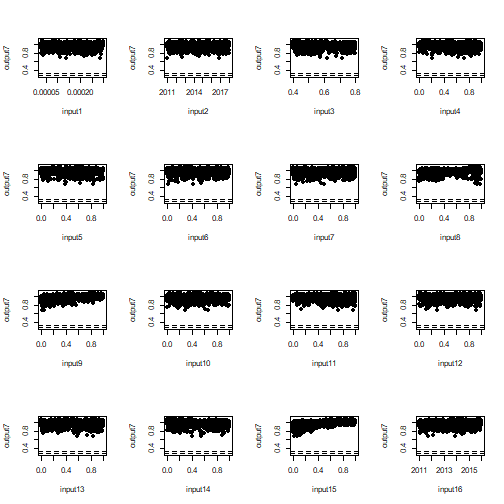 output7 0.4 0.8 0.00005 0.00020 input1
output7 0.4 0.8 2011 2014 2017 input2
output7 0.4 0.8 0.4 0.6 0.8 input3
output7 0.4 0.8 0.0 0.4 0.8 input4
output7 0.4 0.8 0.0 0.4 0.8 input5
output7 0.4 0.8 0.0 0.4 0.8 input6
output7 0.4 0.8 0.0 0.4 0.8 input7
output7 0.4 0.8 0.0 0.4 0.8 input8
output7 0.4 0.8 0.0 0.4 0.8 input9
output7 0.4 0.8 0.0 0.4 0.8 input10
output7 0.4 0.8 0.0 0.4 0.8 input11
output7 0.4 0.8 0.0 0.4 0.8 input12
output7 0.4 0.8 0.0 0.4 0.8 input13
output7 0.4 0.8 0.0 0.4 0.8 input14
output7 0.4 0.8 0.0 0.4 0.8 input15
output7 0.4 0.8 2011 2013 2015 input16